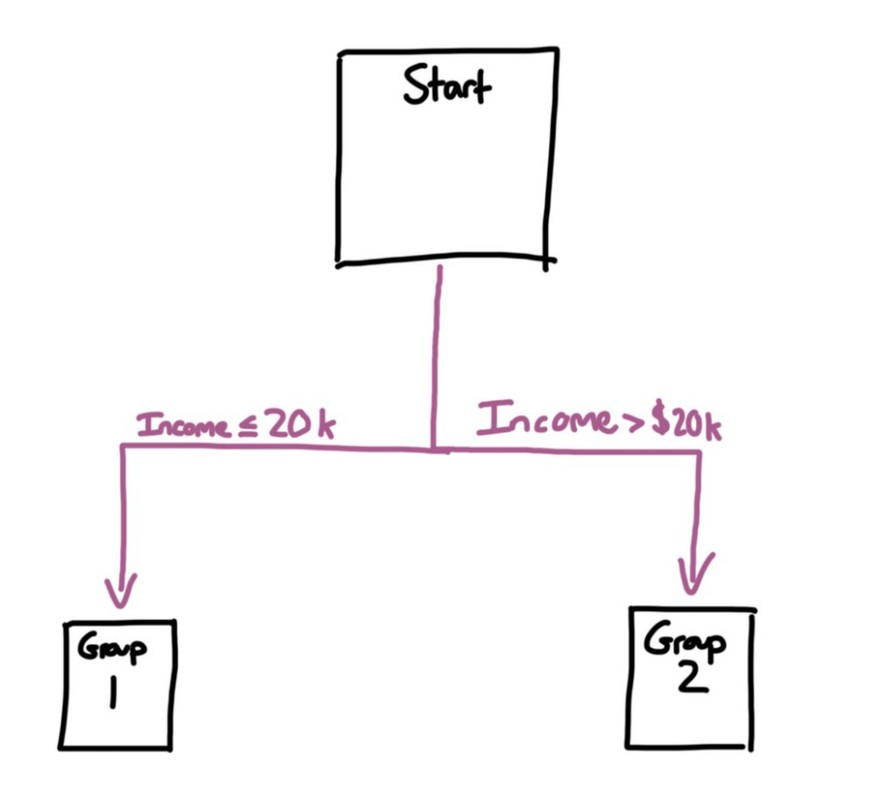 Start
Income ≤ 20k
Income > $20k
Group
1
Group
2